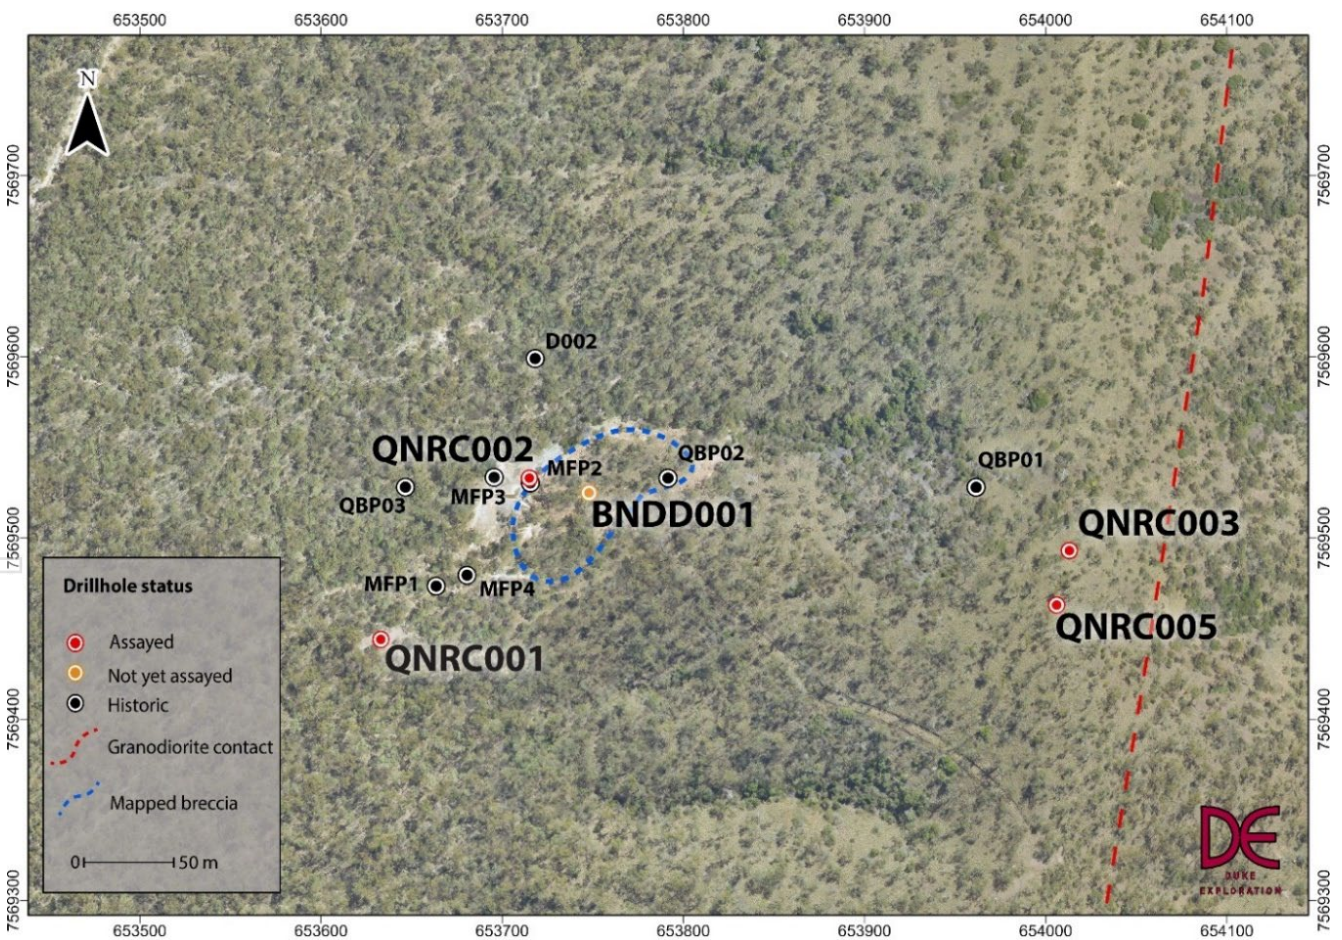 653500
653600
653700
653800
653900
654000
654100
N
7569700
7569700
7569600
7569600
D002
QNRC002
MFP2
QBP02
QBP01
MFP3
QBP03
BNDD001
QNRC003
7569500
7569500
MFP1
MFP4
QNRC005
QNRC001
Drillhole status
Assayed
Not yet assayed
Historic
Granodiorite contact
Mapped breccia
0 50 m
7569400
7569400
DE
DUKE
EXPLORATION
7569300
7569300
653500
653600
653700
653800
653900
654000
654100